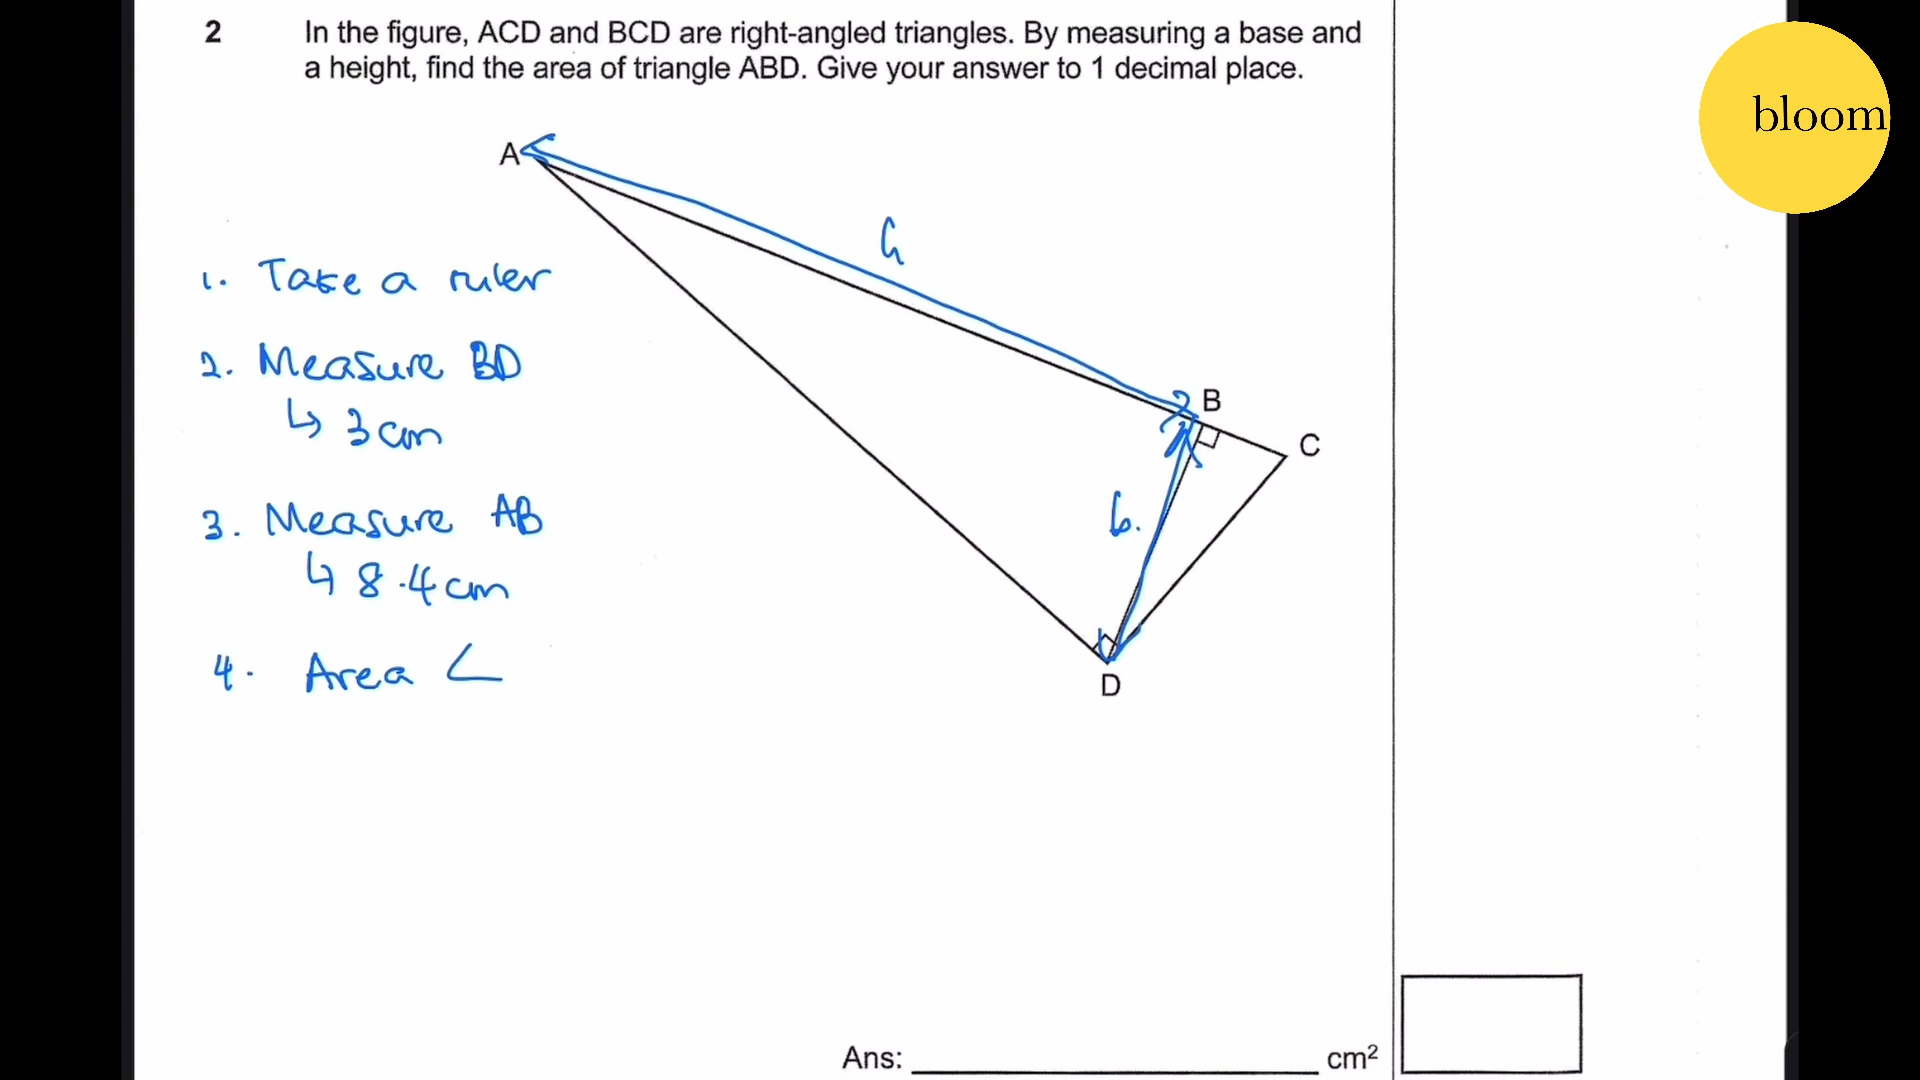 2 In the figure, ACD and BCD are right-angled triangles. By measuring a base and
a height, find the area of triangle ABD. Give your answer to 1 decimal place.
bloom
A
h
1. Take a ruler
2. Measure BD
↳ 3cm
B
C
3. Measure AB
b.
↳ 8.4cm
4. Area
D
Ans: ____________________ cm²